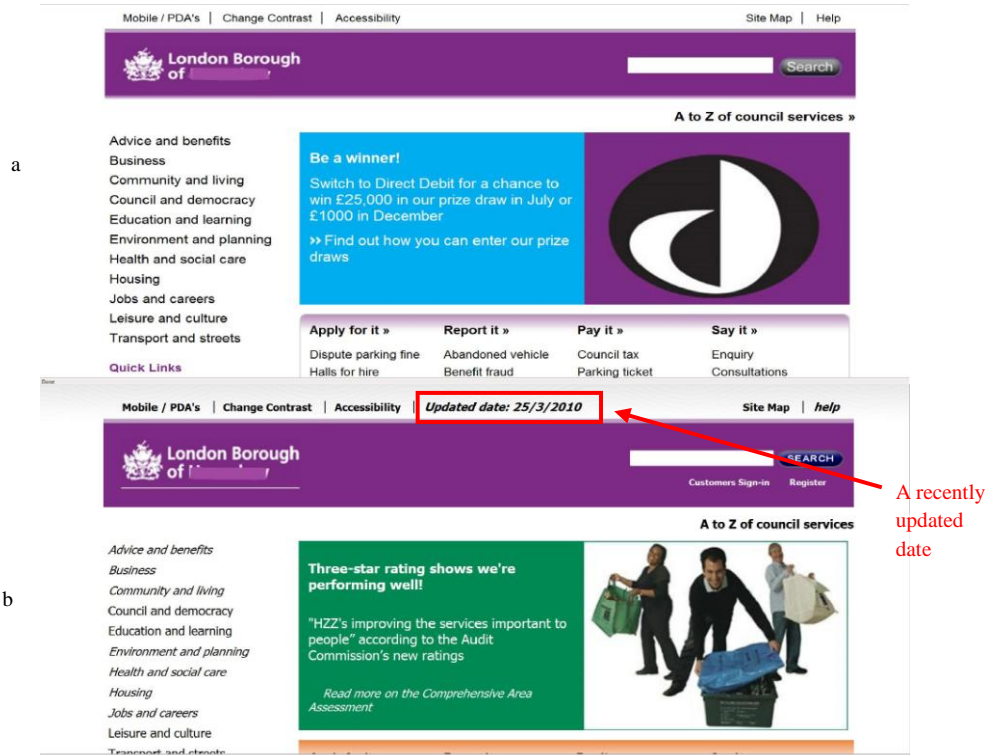 Mobile / PDA's | Change Contrast | Accessibility
Site Map | Help
London Borough
of
Search
A to Z of council services »
a
Advice and benefits
Business
Community and living
Council and democracy
Education and learning
Environment and planning
Health and social care
Housing
Jobs and careers
Leisure and culture
Transport and streets
Quick Links
Be a winner!
Switch to Direct Debit for a chance to
win £25,000 in our prize draw in July or
£1000 in December
›› Find out how you can enter our prize
draws
Apply for it »
Dispute parking fine
Halls for hire
Report it »
Abandoned vehicle
Benefit fraud
Pay it »
Council tax
Parking ticket
Say it »
Enquiry
Consultations
Done
Mobile / PDA's | Change Contrast | Accessibility | Updated date: 25/3/2010
Site Map | help
London Borough
of
SEARCH
Customers Sign-in Register
A to Z of council services
A recently
updated
date
b
Advice and benefits
Business
Community and living
Council and democracy
Education and learning
Environment and planning
Health and social care
Housing
Jobs and careers
Leisure and culture
Transport and streets
Three-star rating shows we're
performing well!
"HZZ's improving the services important to
people” according to the Audit
Commission’s new ratings
Read more on the Comprehensive Area
Assessment